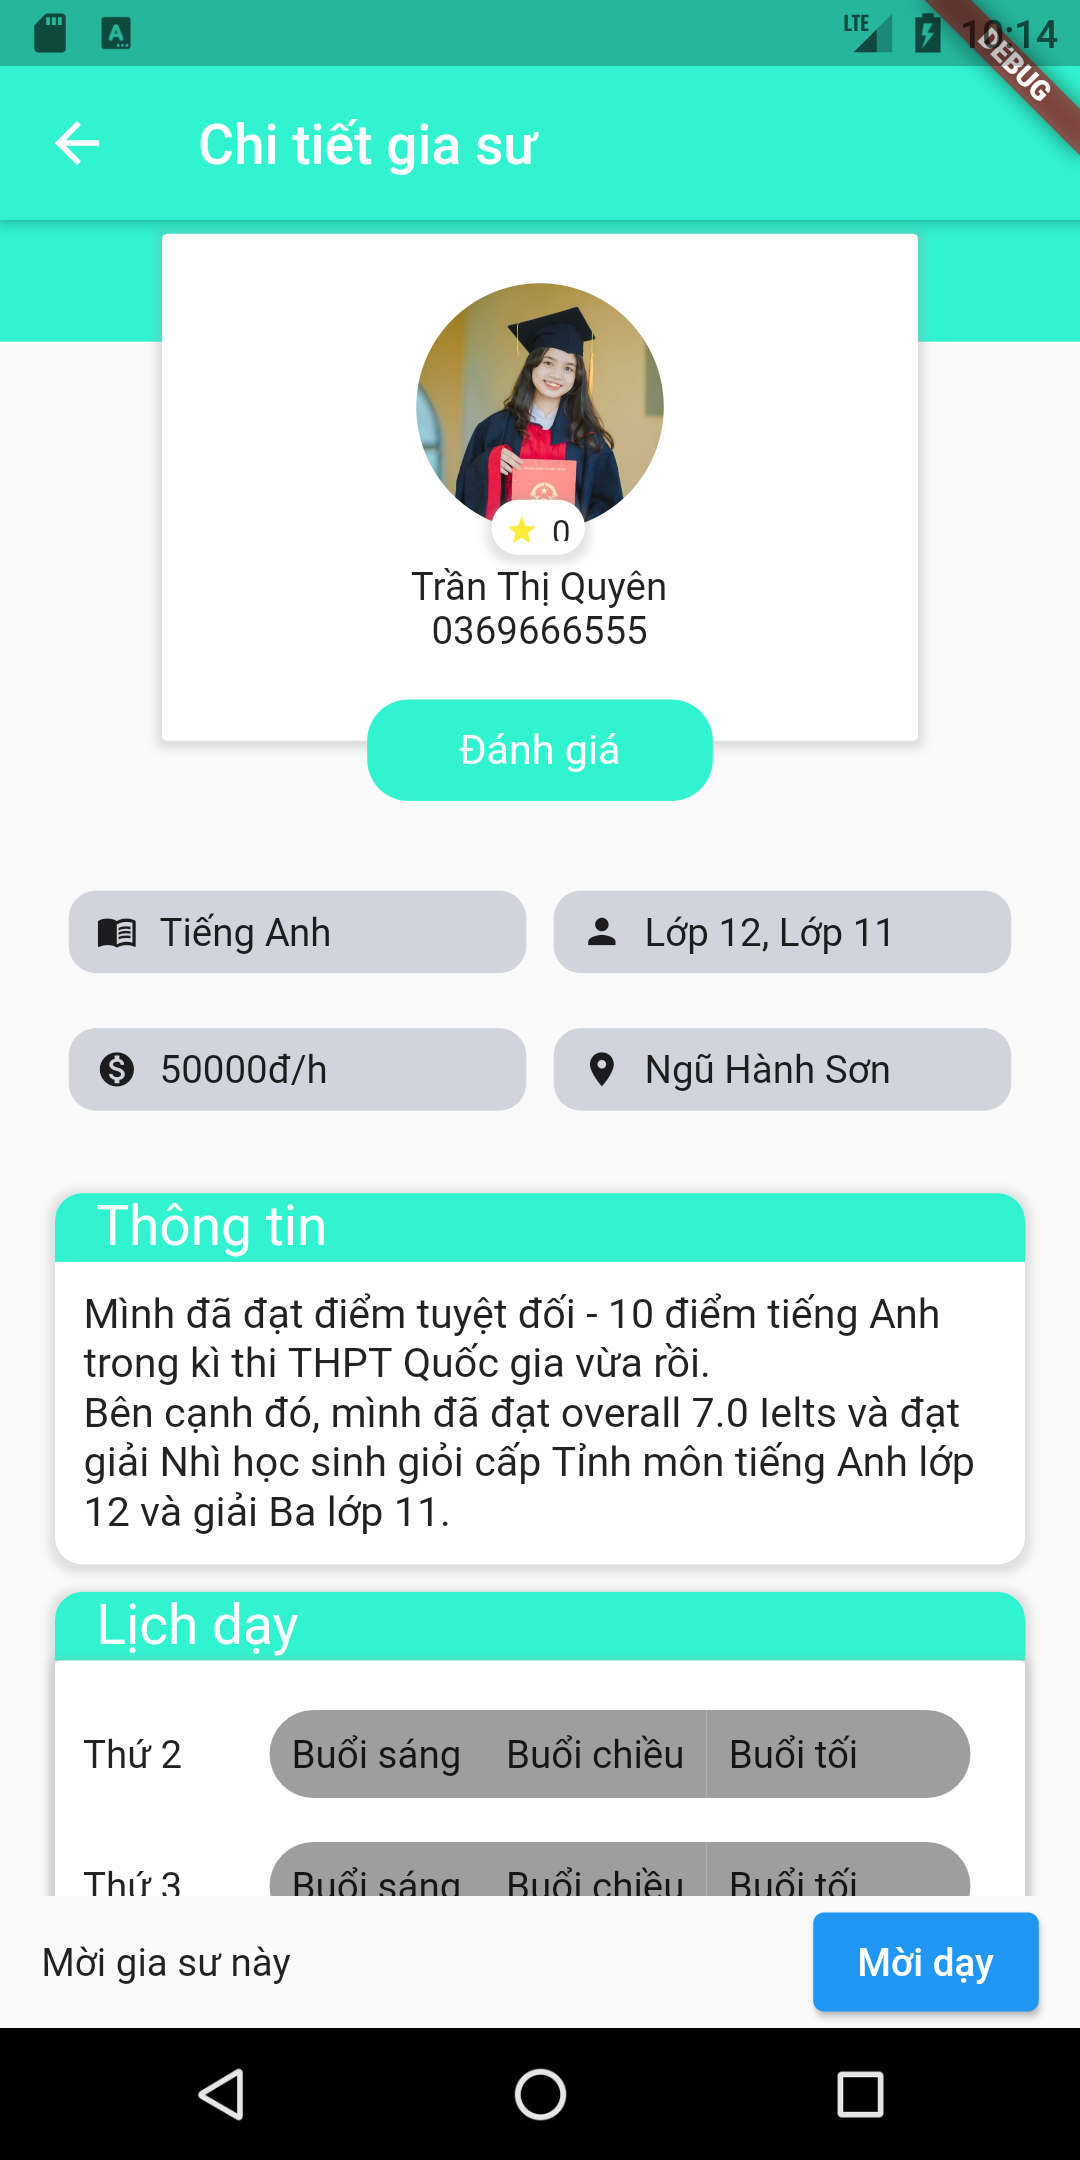 LTE
10:14
DEBUG
Chi tiết gia sư
0
Trần Thị Quyên
0369666555
Đánh giá
Tiếng Anh
Lớp 12, Lớp 11
50000đ/h
Ngũ Hành Sơn
Thông tin
Mình đã đạt điểm tuyệt đối - 10 điểm tiếng Anh
trong kì thi THPT Quốc gia vừa rồi.
Bên cạnh đó, mình đã đạt overall 7.0 Ielts và đạt
giải Nhì học sinh giỏi cấp Tỉnh môn tiếng Anh lớp
12 và giải Ba lớp 11.
Lịch dạy
Thứ 2 Buổi sáng Buổi chiều Buổi tối
Thứ 3 Buổi sáng Buổi chiều Buổi tối
Mời gia sư này
Mời dạy